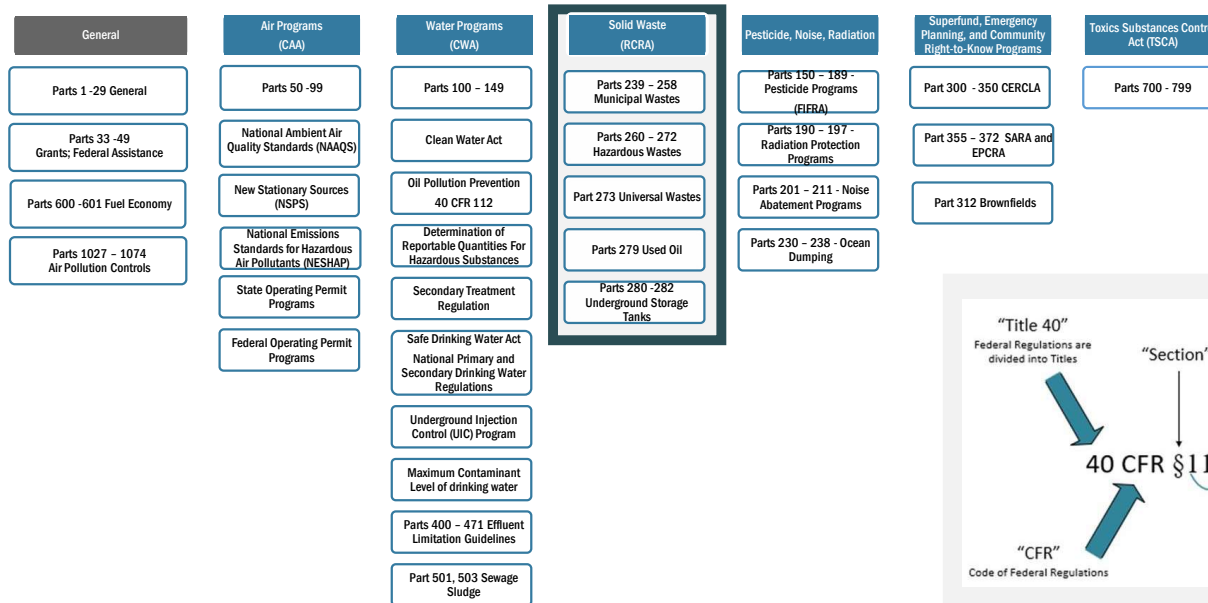 General
Parts 1 -29 General
Parts 33 -49
Grants; Federal Assistance
Parts 600 -601 Fuel Economy
Parts 1027 – 1074
Air Pollution Controls
Air Programs
(CAA)
Parts 50 -99
National Ambient Air
Quality Standards (NAAQS)
New Stationary Sources
(NSPS)
National Emissions
Standards for Hazardous
Air Pollutants (NESHAP)
State Operating Permit
Programs
Federal Operating Permit
Programs
Water Programs
(CWA)
Parts 100 – 149
Clean Water Act
Oil Pollution Prevention
40 CFR 112
Determination of
Reportable Quantities For
Hazardous Substances
Secondary Treatment
Regulation
Safe Drinking Water Act
National Primary and
Secondary Drinking Water
Regulations
Underground Injection
Control (UIC) Program
Maximum Contaminant
Level of drinking water
Parts 400 – 471 Effluent
Limitation Guidelines
Part 501, 503 Sewage
Sludge
Solid Waste
(RCRA)
Parts 239 – 258
Municipal Wastes
Parts 260 – 272
Hazardous Wastes
Part 273 Universal Wastes
Parts 279 Used Oil
Parts 280 -282
Underground Storage
Tanks
Pesticide, Noise, Radiation
Parts 150 – 189 -
Pesticide Programs
(FIFRA)
Parts 190 – 197 -
Radiation Protection
Programs
Parts 201 – 211 - Noise
Abatement Programs
Parts 230 – 238 - Ocean
Dumping
Superfund, Emergency
Planning, and Community
Right-to-Know Programs
Part 300 - 350 CERCLA
Part 355 – 372 SARA and
EPCRA
Part 312 Brownfields
Toxics Substances Contr
Act (TSCA)
Parts 700 - 799
"Title 40"
Federal Regulations are
divided into Titles
"Section"
40 CFR §11
"CFR"
Code of Federal Regulations